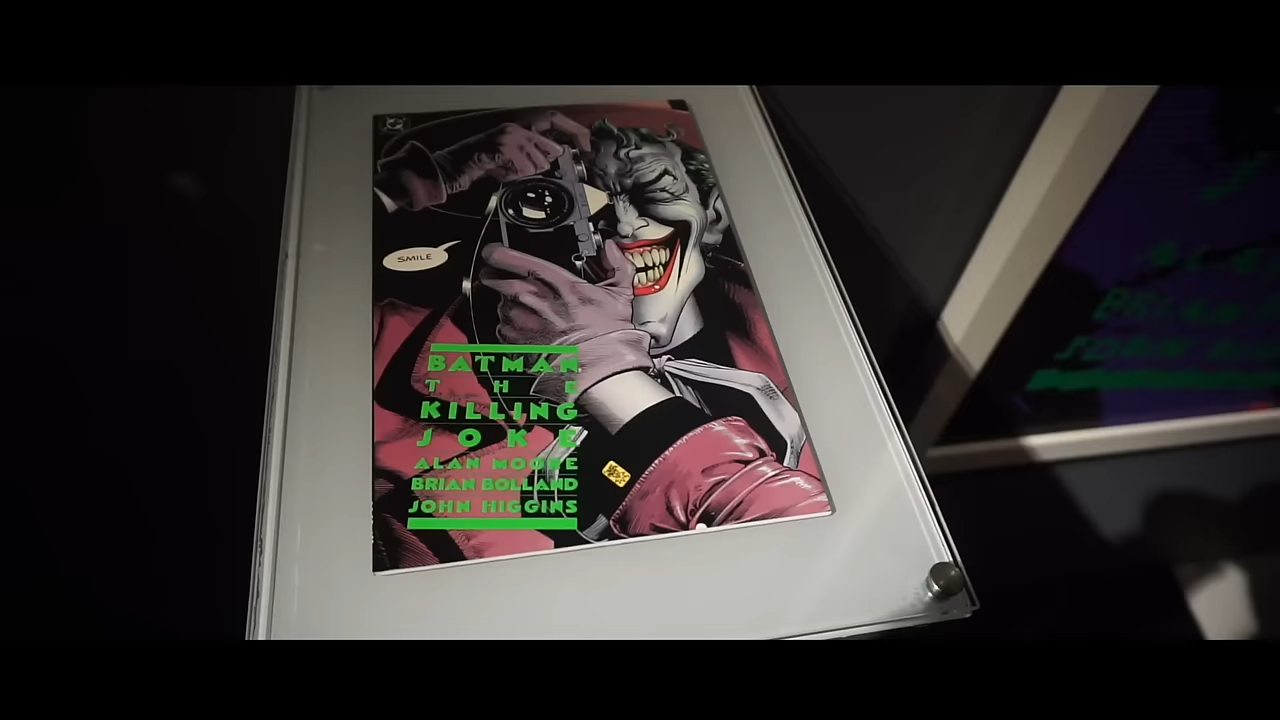 SMILE
BATMAN
THE
KILLING
JOKE
ALAN MOORE
BRIAN BOLLAND
JOHN HIGGINS